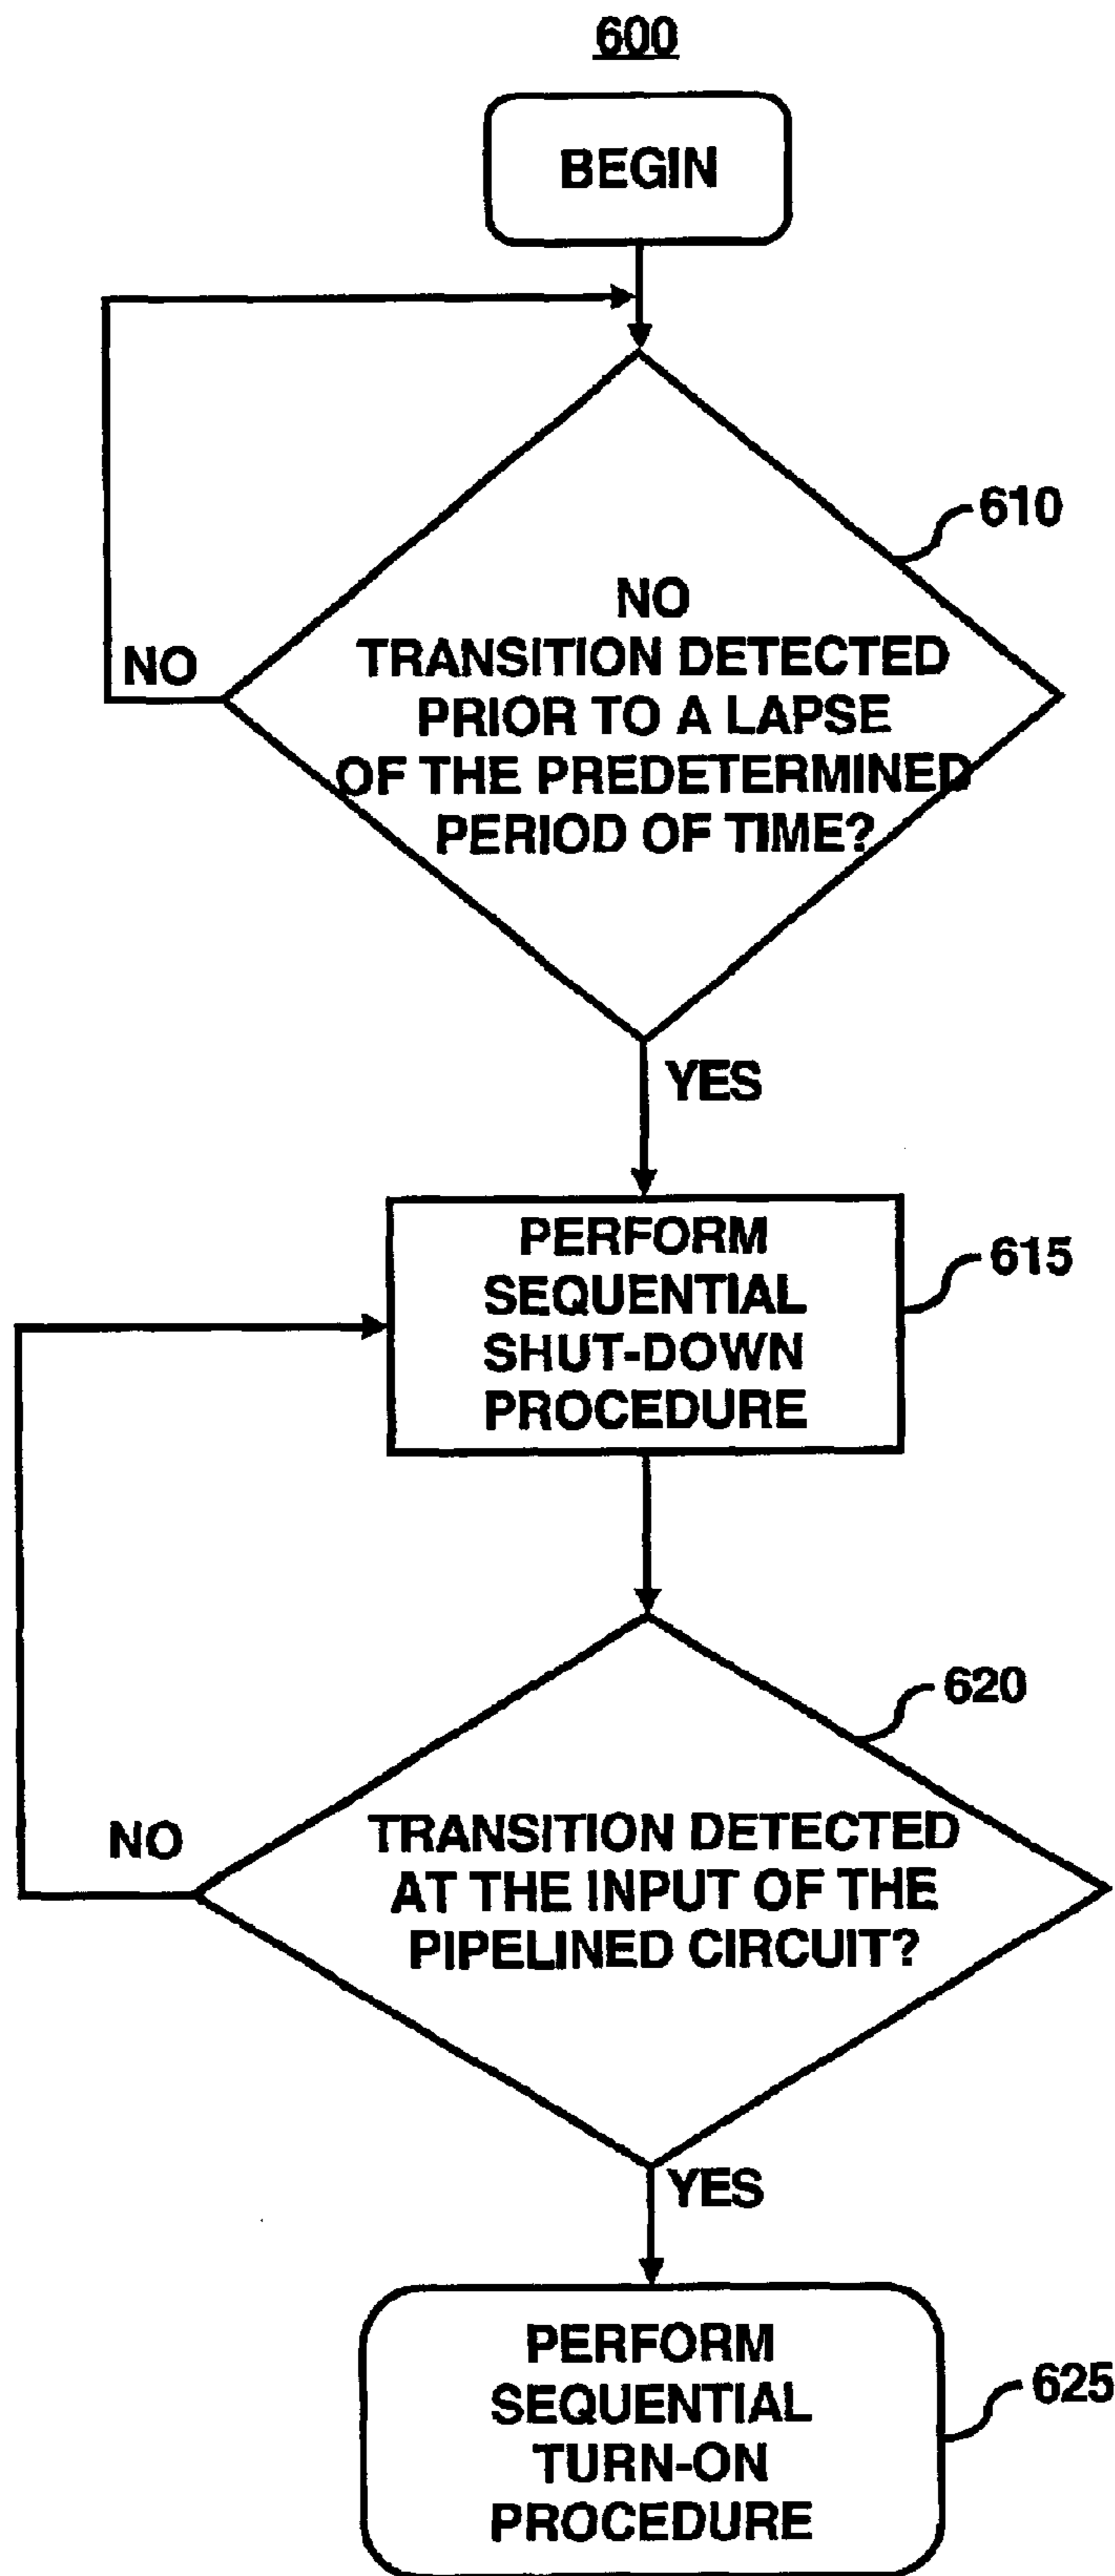 600
BEGIN
610
NO
TRANSITION DETECTED
PRIOR TO A LAPSE
OF THE PREDETERMINED
PERIOD OF TIME?
NO
YES
PERFORM
SEQUENTIAL
SHUT-DOWN
PROCEDURE
615
620
TRANSITION DETECTED
AT THE INPUT OF THE
PIPELINED CIRCUIT?
NO
YES
PERFORM
SEQUENTIAL
TURN-ON
PROCEDURE
625